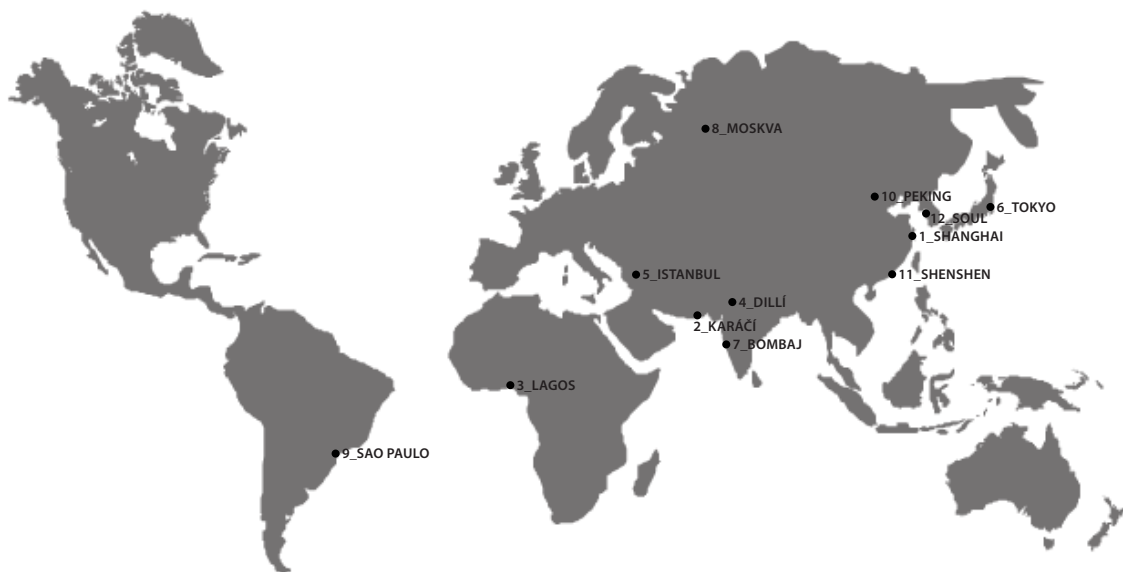 8_MOSKVA
10_PEKING
6_TOKYO
12_SOUL
1_SHANGHAI
5_ISTANBUL
11_SHENSHEN
4_DILLÍ
2_KARÁČÍ
7_BOMBAJ
3_LAGOS
9_SAO PAULO